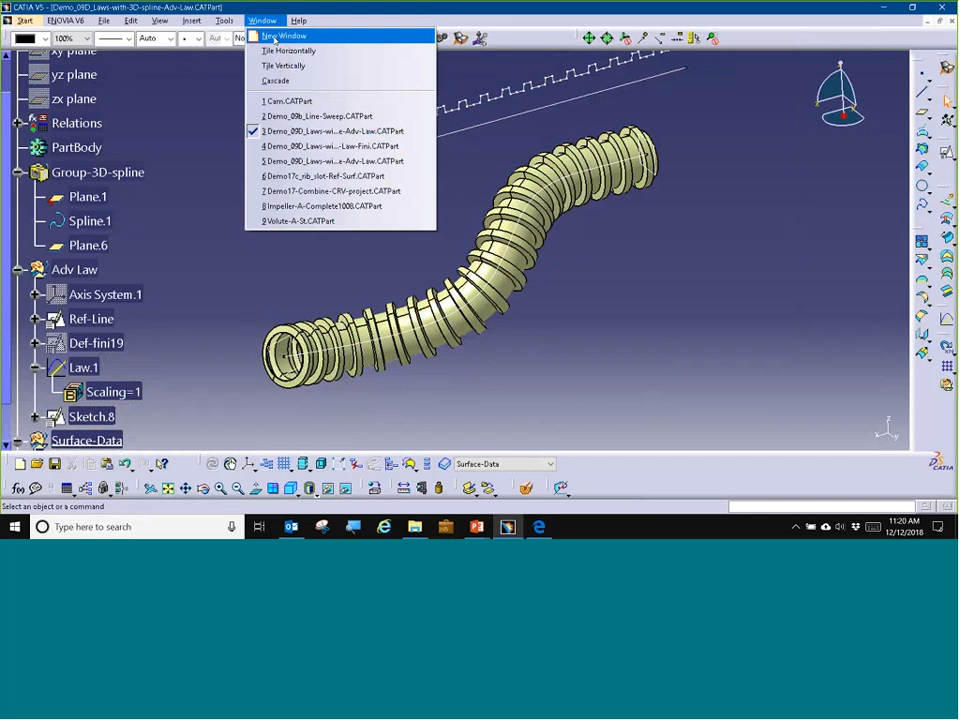 CATIA V5 - [Demo_09D_Laws-with-3D-spline-Adv-Law.CATPart]
Start ENOVIA V6 File Edit View Insert Tools Window Help
100% Auto Aut No
New Window
Tile Horizontally
Tile Vertically
Cascade
1 Cam.CATPart
2 Demo_09b_Line-Sweep.CATPart
3 Demo_09D_Laws-wi...e-Adv-Law.CATPart
4 Demo_09D_Laws-wi...-Law-Fini.CATPart
5 Demo_09D_Laws-wi...e-Adv-Law.CATPart
6 Demo17c_rib_slot-Ref-Surf.CATPart
7 Demo17-Combine-CRV-project.CATPart
8 Impeller-A-Complete1008.CATPart
9 Volute-A-St.CATPart
xy plane
yz plane
zx plane
Relations
PartBody
Group-3D-spline
Plane.1
Spline.1
Plane.6
Adv Law
Axis System.1
Ref-Line
Def-fini19
Law.1
Scaling=1
Sketch.8
Surface-Data
Surface-Data
CATIA
Select an object or a command
Type here to search
11:20 AM
12/12/2018